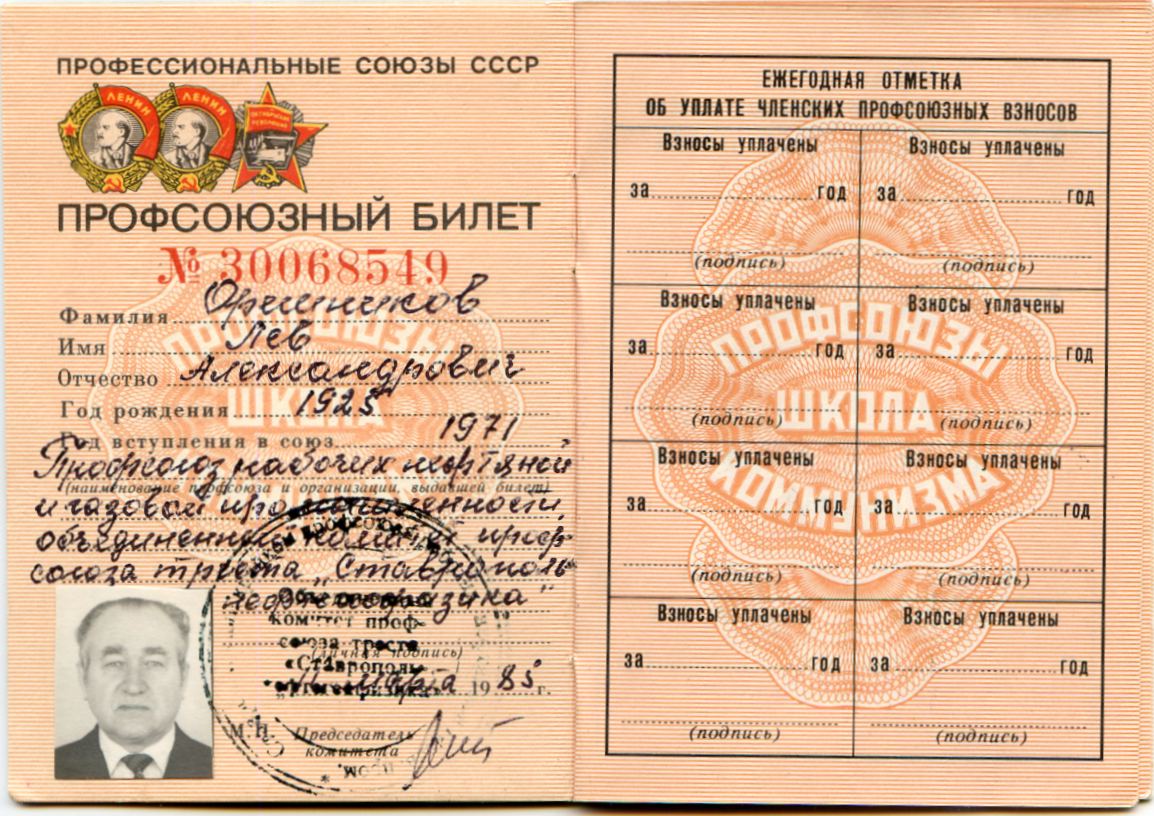 ПРОФЕССИОНАЛЬНЫЕ СОЮЗЫ СССР
ЛЕНИН ЛЕНИН ОКТЯБРЬСКАЯ РЕВОЛЮЦИЯ
ПРОФСОЮЗНЫЙ БИЛЕТ
№ 30068549
Фамилия
Имя Лев
Отчество Александрович
Год рождения 1925
Год вступления в союз 1971
Профсоюз рабочих нефтяной
(наименование профсоюза и организации, выдавшей билет)
и газовой промышленности,
объединенный комитет проф-
союза треста „Ставрополь-
нефтегеофизика"
комитет проф-
союза треста
(личная подпись)
«Ставрополь-
нефтегеофизика»
марта 1985 г.
М.П. Председатель
комитета
ЕЖЕГОДНАЯ ОТМЕТКА
ОБ УПЛАТЕ ЧЛЕНСКИХ ПРОФСОЮЗНЫХ ВЗНОСОВ
Взносы уплачены Взносы уплачены
за год за год
(подпись) (подпись)
Взносы уплачены Взносы уплачены
ПРОФСОЮЗЫ
за год за год
ШКОЛА
(подпись) (подпись)
Взносы уплачены Взносы уплачены
КОММУНИЗМА
за год за год
(подпись) (подпись)
Взносы уплачены Взносы уплачены
за год за год
(подпись) (подпись)